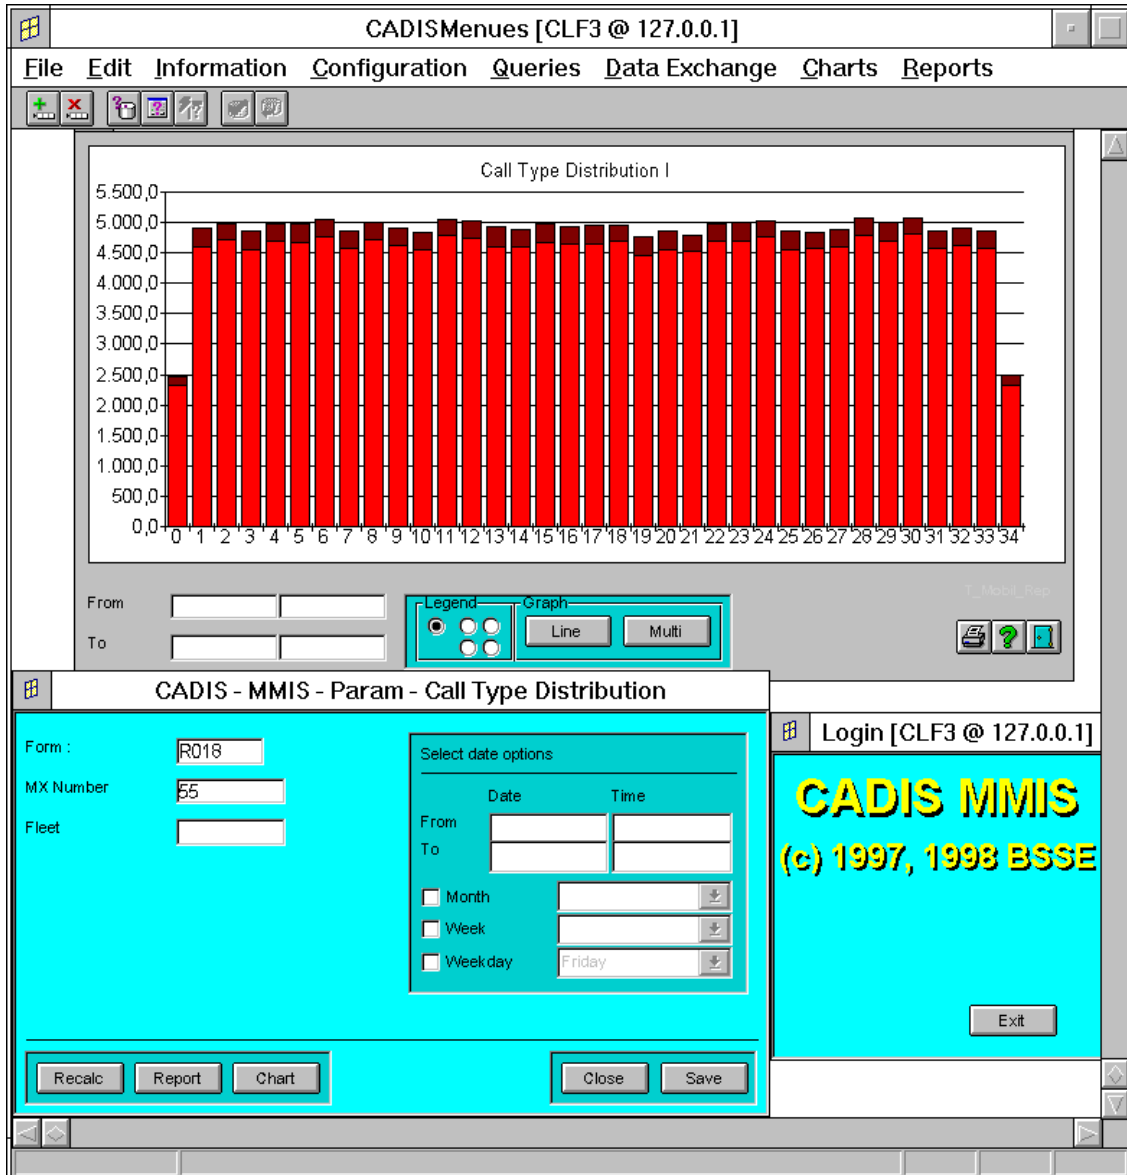 CADISMenues [CLF3 @ 127.0.0.1]
File Edit Information Configuration Queries Data Exchange Charts Reports
Call Type Distribution I
5.500,0
5.000,0
4.500,0
4.000,0
3.500,0
3.000,0
2.500,0
2.000,0
1.500,0
1.000,0
500,0
0,0
0 1 2 3 4 5 6 7 8 9 10 11 12 13 14 15 16 17 18 19 20 21 22 23 24 25 26 27 28 29 30 31 32 33 34
T_Mobil_Rep
From
To
Legend
Graph
Line Multi
CADIS - MMIS - Param - Call Type Distribution
Form : R018
MX Number 55
Fleet
Select date options
Date Time
From
To
Month
Week
Weekday Friday
Recalc Report Chart Close Save
Login [CLF3 @ 127.0.0.1]
CADIS MMIS
(c) 1997, 1998 BSSE
Exit